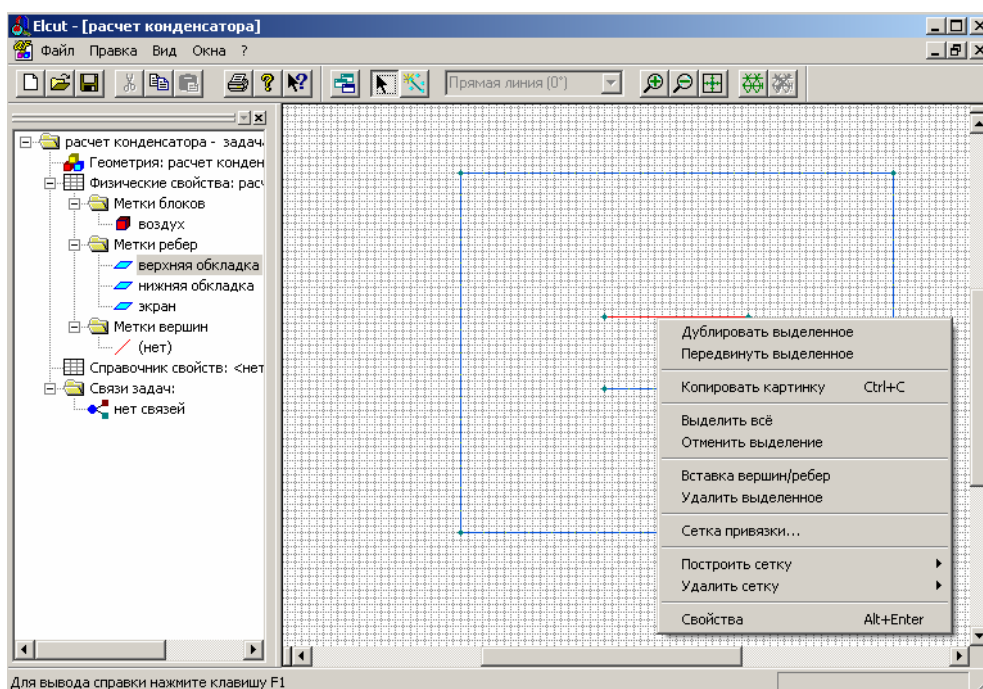 Elcut - [расчет конденсатора]
Файл Правка Вид Окна ?
Прямая линия (0°)
расчет конденсатора - задач
Геометрия: расчет конден
Физические свойства: рас
Метки блоков
воздух
Метки ребер
верхняя обкладка
нижняя обкладка
экран
Метки вершин
(нет)
Справочник свойств: <нет
Связи задач:
нет связей
Дублировать выделенное
Передвинуть выделенное
Копировать картинку Ctrl+C
Выделить всё
Отменить выделение
Вставка вершин/ребер
Удалить выделенное
Сетка привязки...
Построить сетку
Удалить сетку
Свойства Alt+Enter
Для вывода справки нажмите клавишу F1